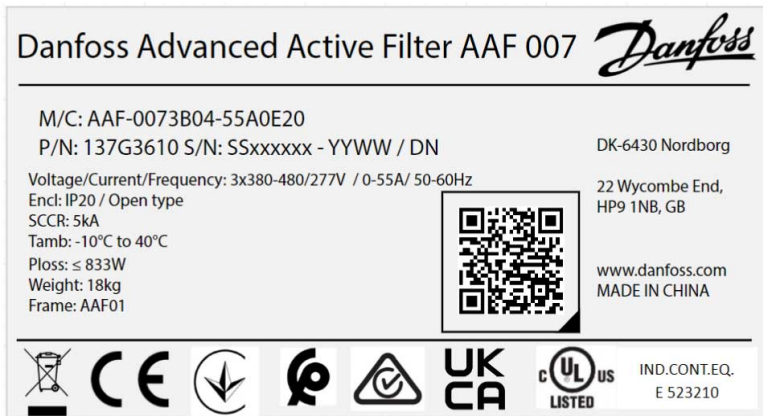 Danfoss Advanced Active Filter AAF 007
Danfoss
M/C: AAF-0073B04-55A0E20
P/N: 137G3610 S/N: SSxxxxxx - YYWW / DN
Voltage/Current/Frequency: 3x380-480/277V / 0-55A/ 50-60Hz
Encl: IP20 / Open type
SCCR: 5kA
Tamb: -10°C to 40°C
Ploss: ≤ 833W
Weight: 18kg
Frame: AAF01
DK-6430 Nordborg
22 Wycombe End,
HP9 1NB, GB
www.danfoss.com
MADE IN CHINA
CE
UK
CA
c UL US
LISTED
IND.CONT.EQ.
E 523210